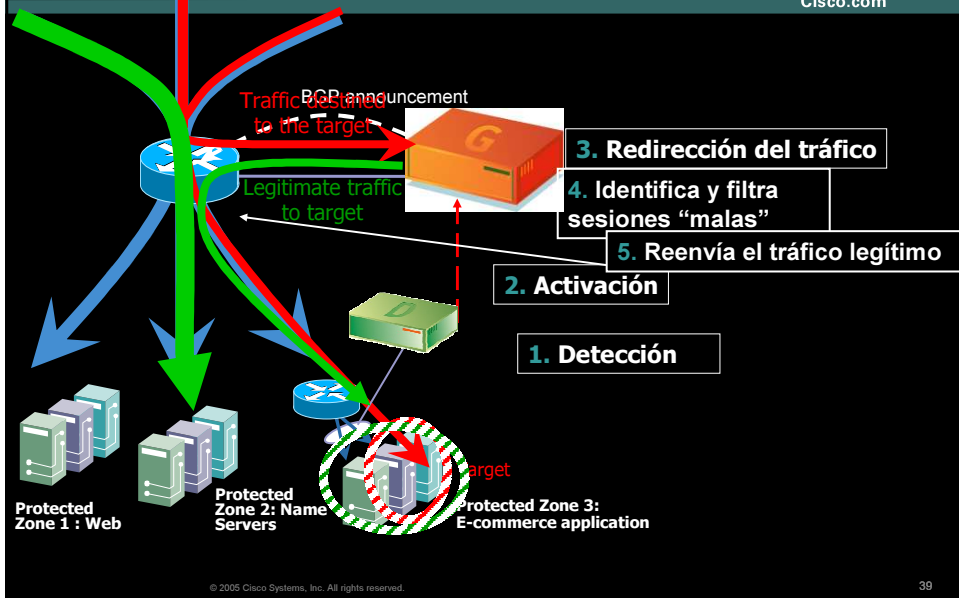 Cisco.com
BGP announcement
Traffic destined
to the target
G
3. Redirección del tráfico
4. Identifica y filtra
sesiones “malas”
Legitimate traffic
to target
5. Reenvía el tráfico legítimo
2. Activación
D
1. Detección
Target
Protected
Zone 1 : Web
Protected
Zone 2: Name
Servers
Protected Zone 3:
E-commerce application
© 2005 Cisco Systems, Inc. All rights reserved.
39